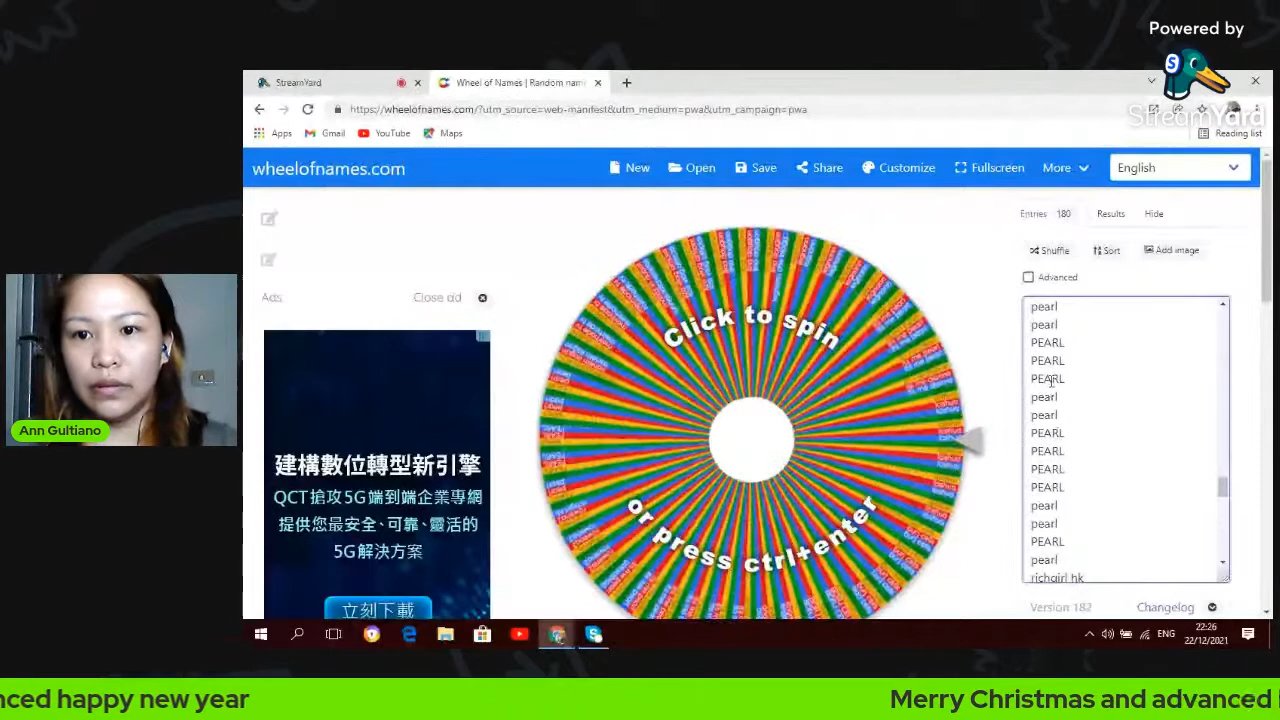 Powered by
StreamYard
StreamYard
Wheel of Names | Random nam
https://wheelofnames.com/?utm_source=web-manifest&utm_medium=pwa&utm_campaign=pwa
Apps
Gmail
YouTube
Maps
Reading list
wheelofnames.com
New
Open
Save
Share
Customize
Fullscreen
More
English
Entries 180
Results
Hide
Shuffle
Sort
Add image
Advanced
Ads
Close ad
建構數位轉型新引擎
QCT搶攻5G端到端企業專網
提供您最安全、可靠、靈活的
5G解決方案
立刻下載
Click to spin
or press ctrl+enter
pearl
pearl
PEARL
PEARL
PEARL
pearl
pearl
PEARL
PEARL
PEARL
PEARL
pearl
pearl
PEARL
pearl
richgirl hk
Version 182
Changelog
Ann Gultiano
ENG
22:26
22/12/2021
nced happy new year
Merry Christmas and advanced